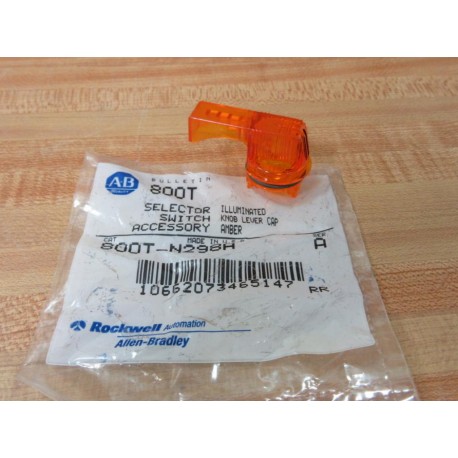 AB
BULLETIN
800T
SELECTOR ILLUMINATED
SWITCH KNOB LEVER CAP
ACCESSORY AMBER
CAT MADE IN U.S. SER
800T-N298H A
10662073465147 RR
Rockwell Automation
Allen-Bradley